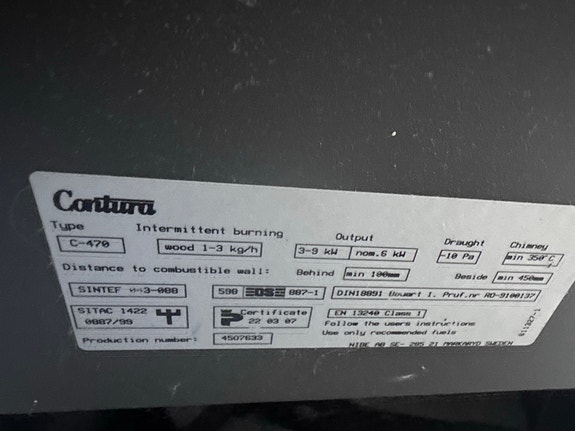 Contura
Type Intermittent burning Output Draught Chimney
C-470 wood 1-3 kg/h 3-9 kW nom.6 kW -10 Pa min 350°C
Distance to combustible wall: Behind min 100mm Beside min 450mm
SINTEF 3-088 598 887-1 DIN18891 Bauart 1. Pruf.nr RD-9100137
SITAC 1422 Certificate EN 13240 Class 1
0887/99 22 03 07 Follow the users instructions
Use only recommended fuels
Production number: 4507633 NIBE AB SE- 285 21 MARKARYD SWEDEN